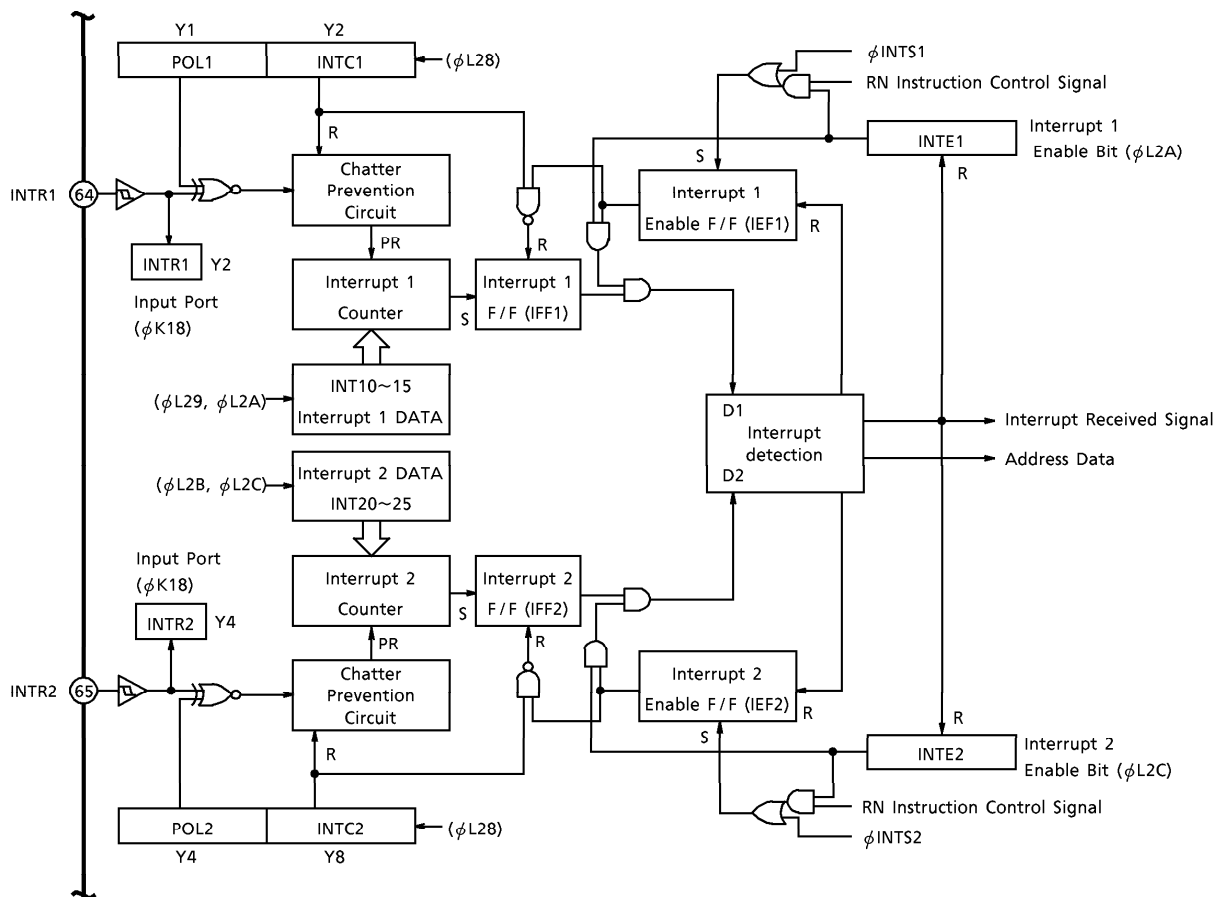 Y1
Y2
POL1
INTC1
(ϕL28)
ϕINTS1
RN Instruction Control Signal
INTE1
Interrupt 1
Enable Bit (ϕL2A)
R
R
S
INTR1
64
Chatter
Prevention
Circuit
Interrupt 1
Enable F/F (IEF1)
R
INTR1
Y2
PR
R
Input Port
(ϕK18)
Interrupt 1
Counter
S
Interrupt 1
F/F (IFF1)
(ϕL29, ϕL2A)
INT10~15
Interrupt 1 DATA
D1
Interrupt
detection
D2
Interrupt Received Signal
Address Data
(ϕL2B, ϕL2C)
Interrupt 2 DATA
INT20~25
Input Port
(ϕK18)
Interrupt 2
Counter
S
Interrupt 2
F/F (IFF2)
INTR2
Y4
PR
R
INTR2
65
Chatter
Prevention
Circuit
Interrupt 2
Enable F/F (IEF2)
R
R
S
R
INTE2
Interrupt 2
Enable Bit (ϕL2C)
RN Instruction Control Signal
ϕINTS2
POL2
INTC2
(ϕL28)
Y4
Y8